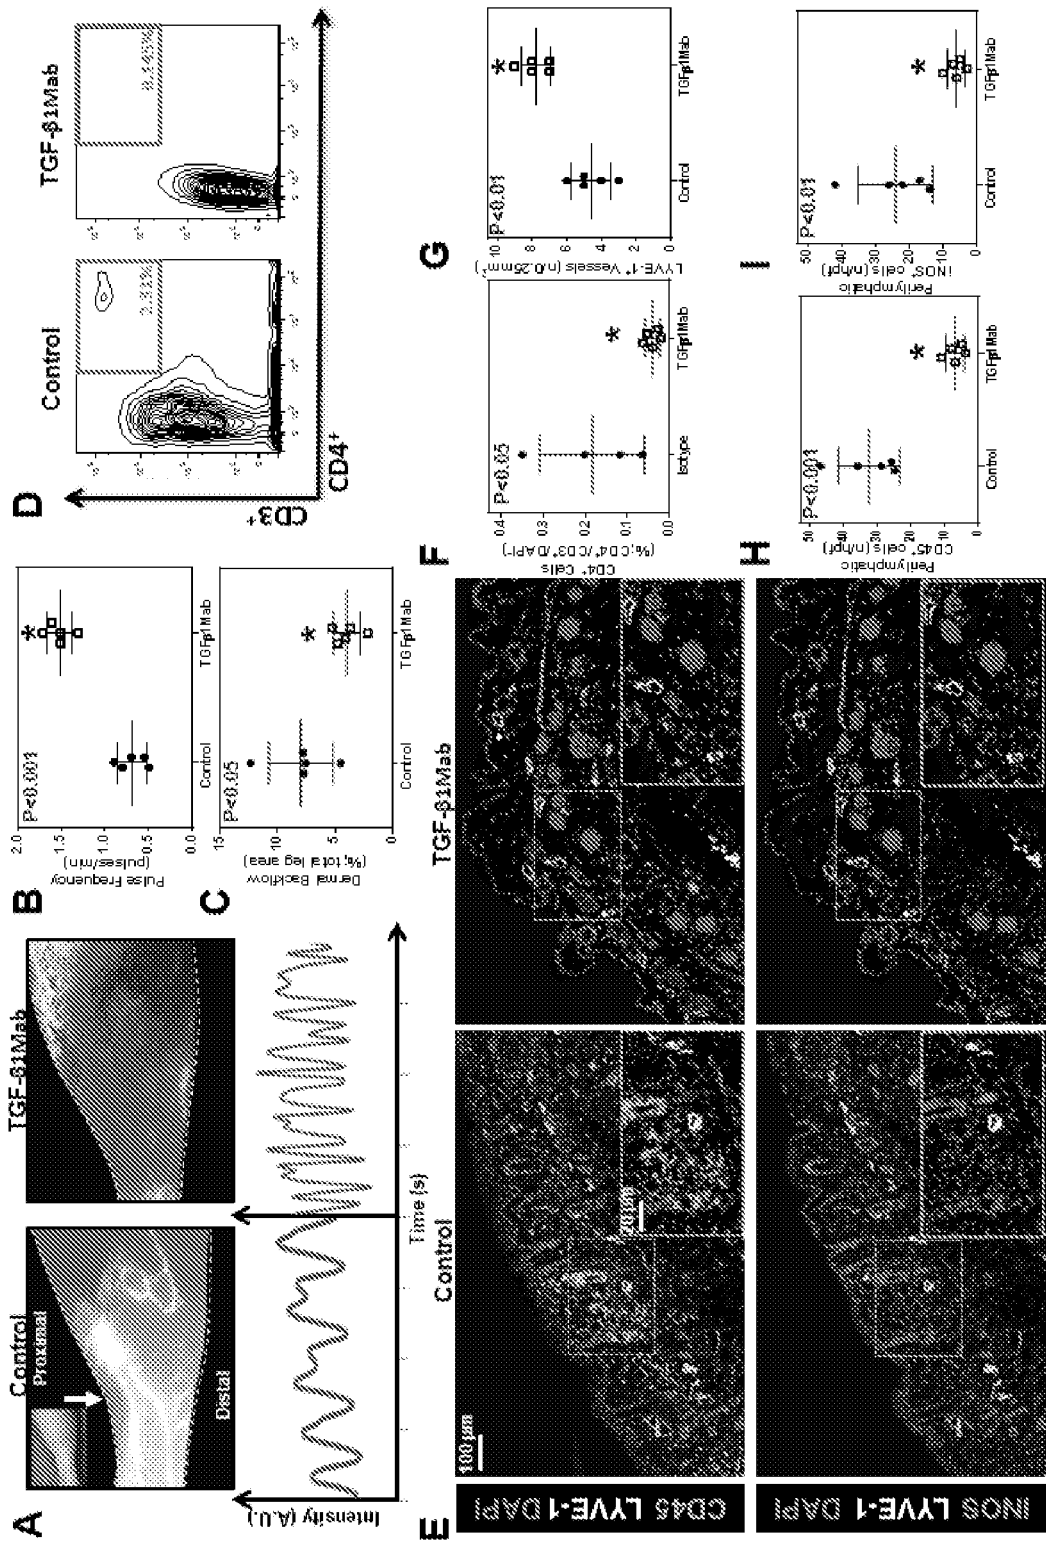 A
Control
TGF-β1Mab
Proximal
Distal
Intensity (A.U.)
Time (s)
B
P<0.001
Pulse Frequency
(pulses/min)
2.0
1.5
1.0
0.5
0.0
*
Control
TGFβ1Mab
C
P<0.05
Dermal Backflow
(%; total leg area)
15
10
5
0
*
Control
TGFβ1Mab
D
Control
TGF-β1Mab
CD3+
CD4+
E
Control
TGF-β1Mab
CD45 LYVE-1 DAPI
100 μm
20 μm
iNOS LYVE-1 DAPI
F
P<0.05
CD4+ Cells
(%; CD4+/CD3+/DAPI-)
0.4
0.3
0.2
0.1
0.0
*
Isotype
TGFβ1Mab
G
P<0.01
LYVE-1+ Vessels (n/0.25mm2)
10
8
6
4
2
0
*
Control
TGFβ1Mab
H
P<0.001
Perilymphatic
CD45+ cells (n/hpf)
50
40
30
20
10
0
*
Control
TGFβ1Mab
I
P<0.01
Perilymphatic
iNOS+ cells (n/hpf)
50
40
30
20
10
0
*
Control
TGFβ1Mab